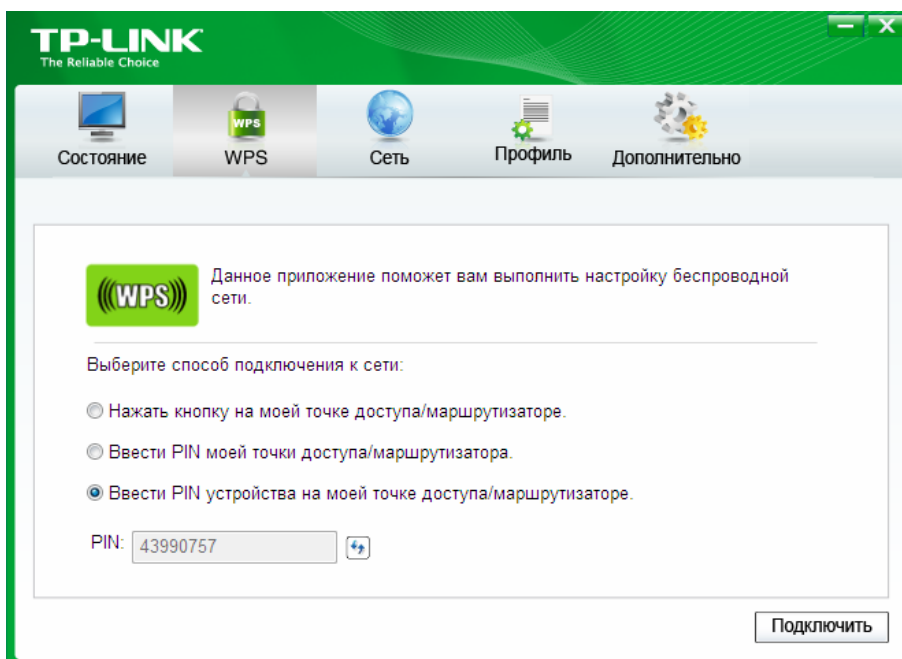 TP-LINK
The Reliable Choice
WPS
Состояние
WPS
Сеть
Профиль
Дополнительно
(((WPS)))
Данное приложение поможет вам выполнить настройку беспроводной
сети.
Выберите способ подключения к сети:
Нажать кнопку на моей точке доступа/маршрутизаторе.
Ввести PIN моей точки доступа/маршрутизатора.
Ввести PIN устройства на моей точке доступа/маршрутизаторе.
PIN: 43990757
Подключить